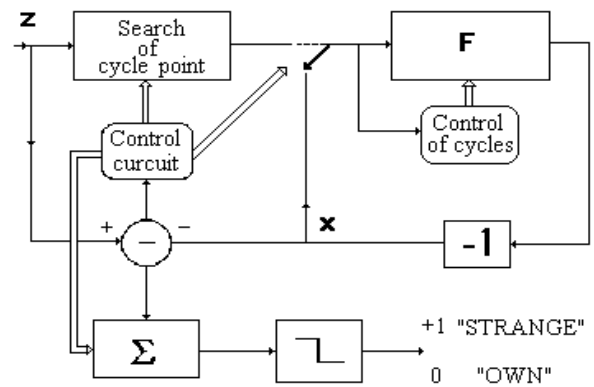 Z
Search
of
cycle point
F
Control
curcuit
Control
of cycles
+
−
−
x
-1
Σ
+1 "STRANGE"
0 "OWN"